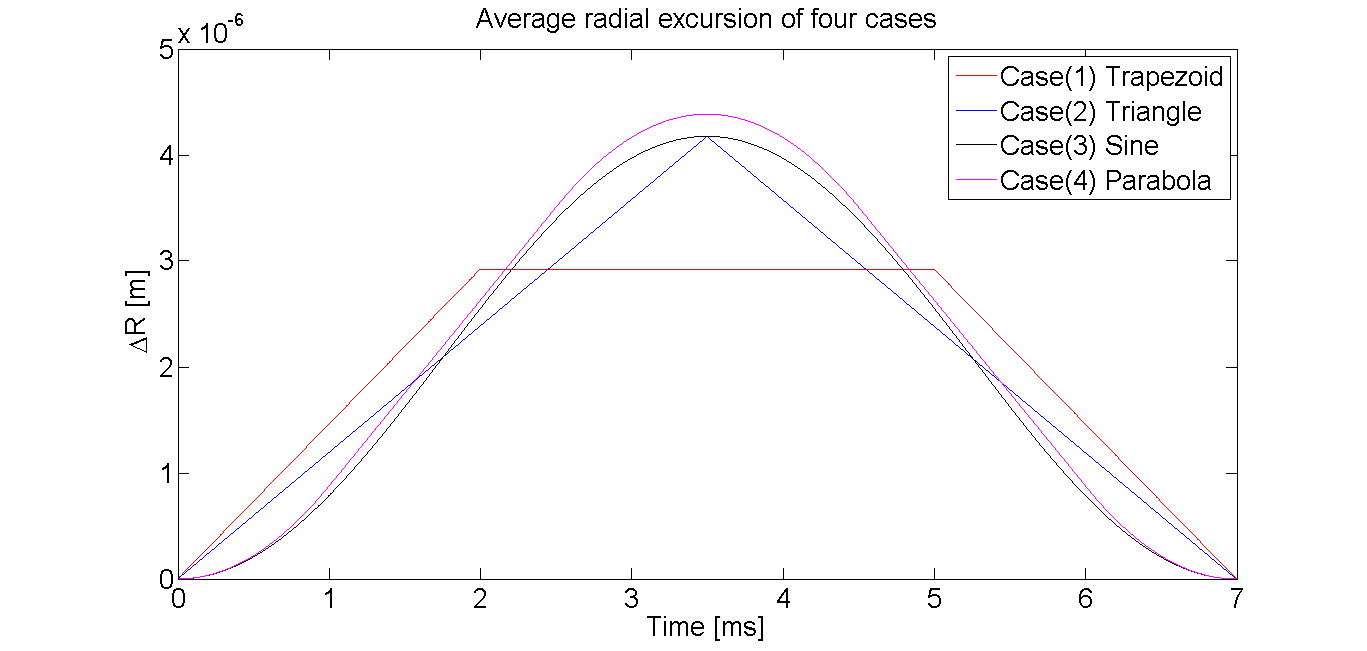 Average radial excursion of four cases
x 10^-6
5
4
3
2
1
0
ΔR [m]
Case(1) Trapezoid
Case(2) Triangle
Case(3) Sine
Case(4) Parabola
0 1 2 3 4 5 6 7
Time [ms]